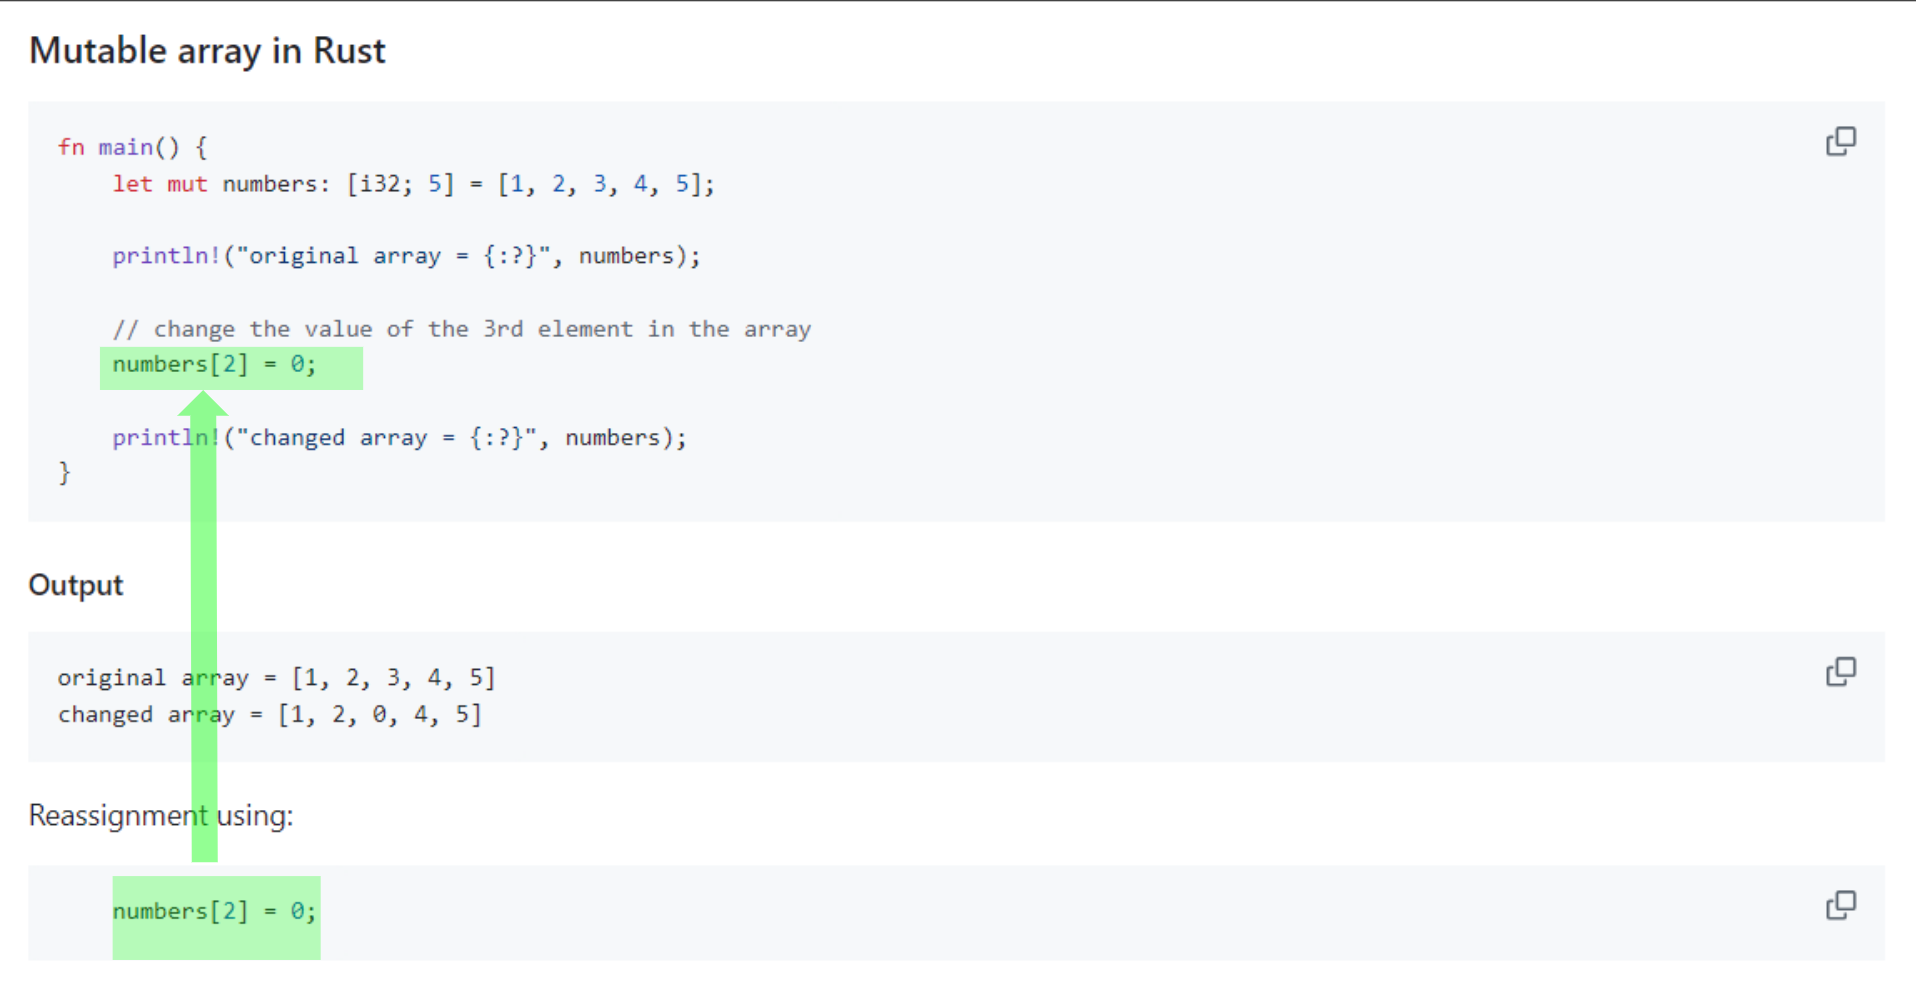 Mutable array in Rust
fn main() {
    let mut numbers: [i32; 5] = [1, 2, 3, 4, 5];
    println!("original array = {:?}", numbers);
    // change the value of the 3rd element in the array
    numbers[2] = 0;
    println!("changed array = {:?}", numbers);
}
Output
original array = [1, 2, 3, 4, 5]
changed array = [1, 2, 0, 4, 5]
Reassignment using:
    numbers[2] = 0;